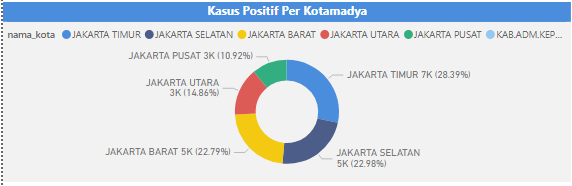 Kasus Positif Per Kotamadya
nama_kota JAKARTA TIMUR JAKARTA SELATAN JAKARTA BARAT JAKARTA UTARA JAKARTA PUSAT KAB.ADM.KEP...
JAKARTA PUSAT 3K (10.92%)
JAKARTA TIMUR 7K (28.39%)
JAKARTA UTARA
3K (14.86%)
JAKARTA BARAT 5K (22.79%)
JAKARTA SELATAN
5K (22.98%)